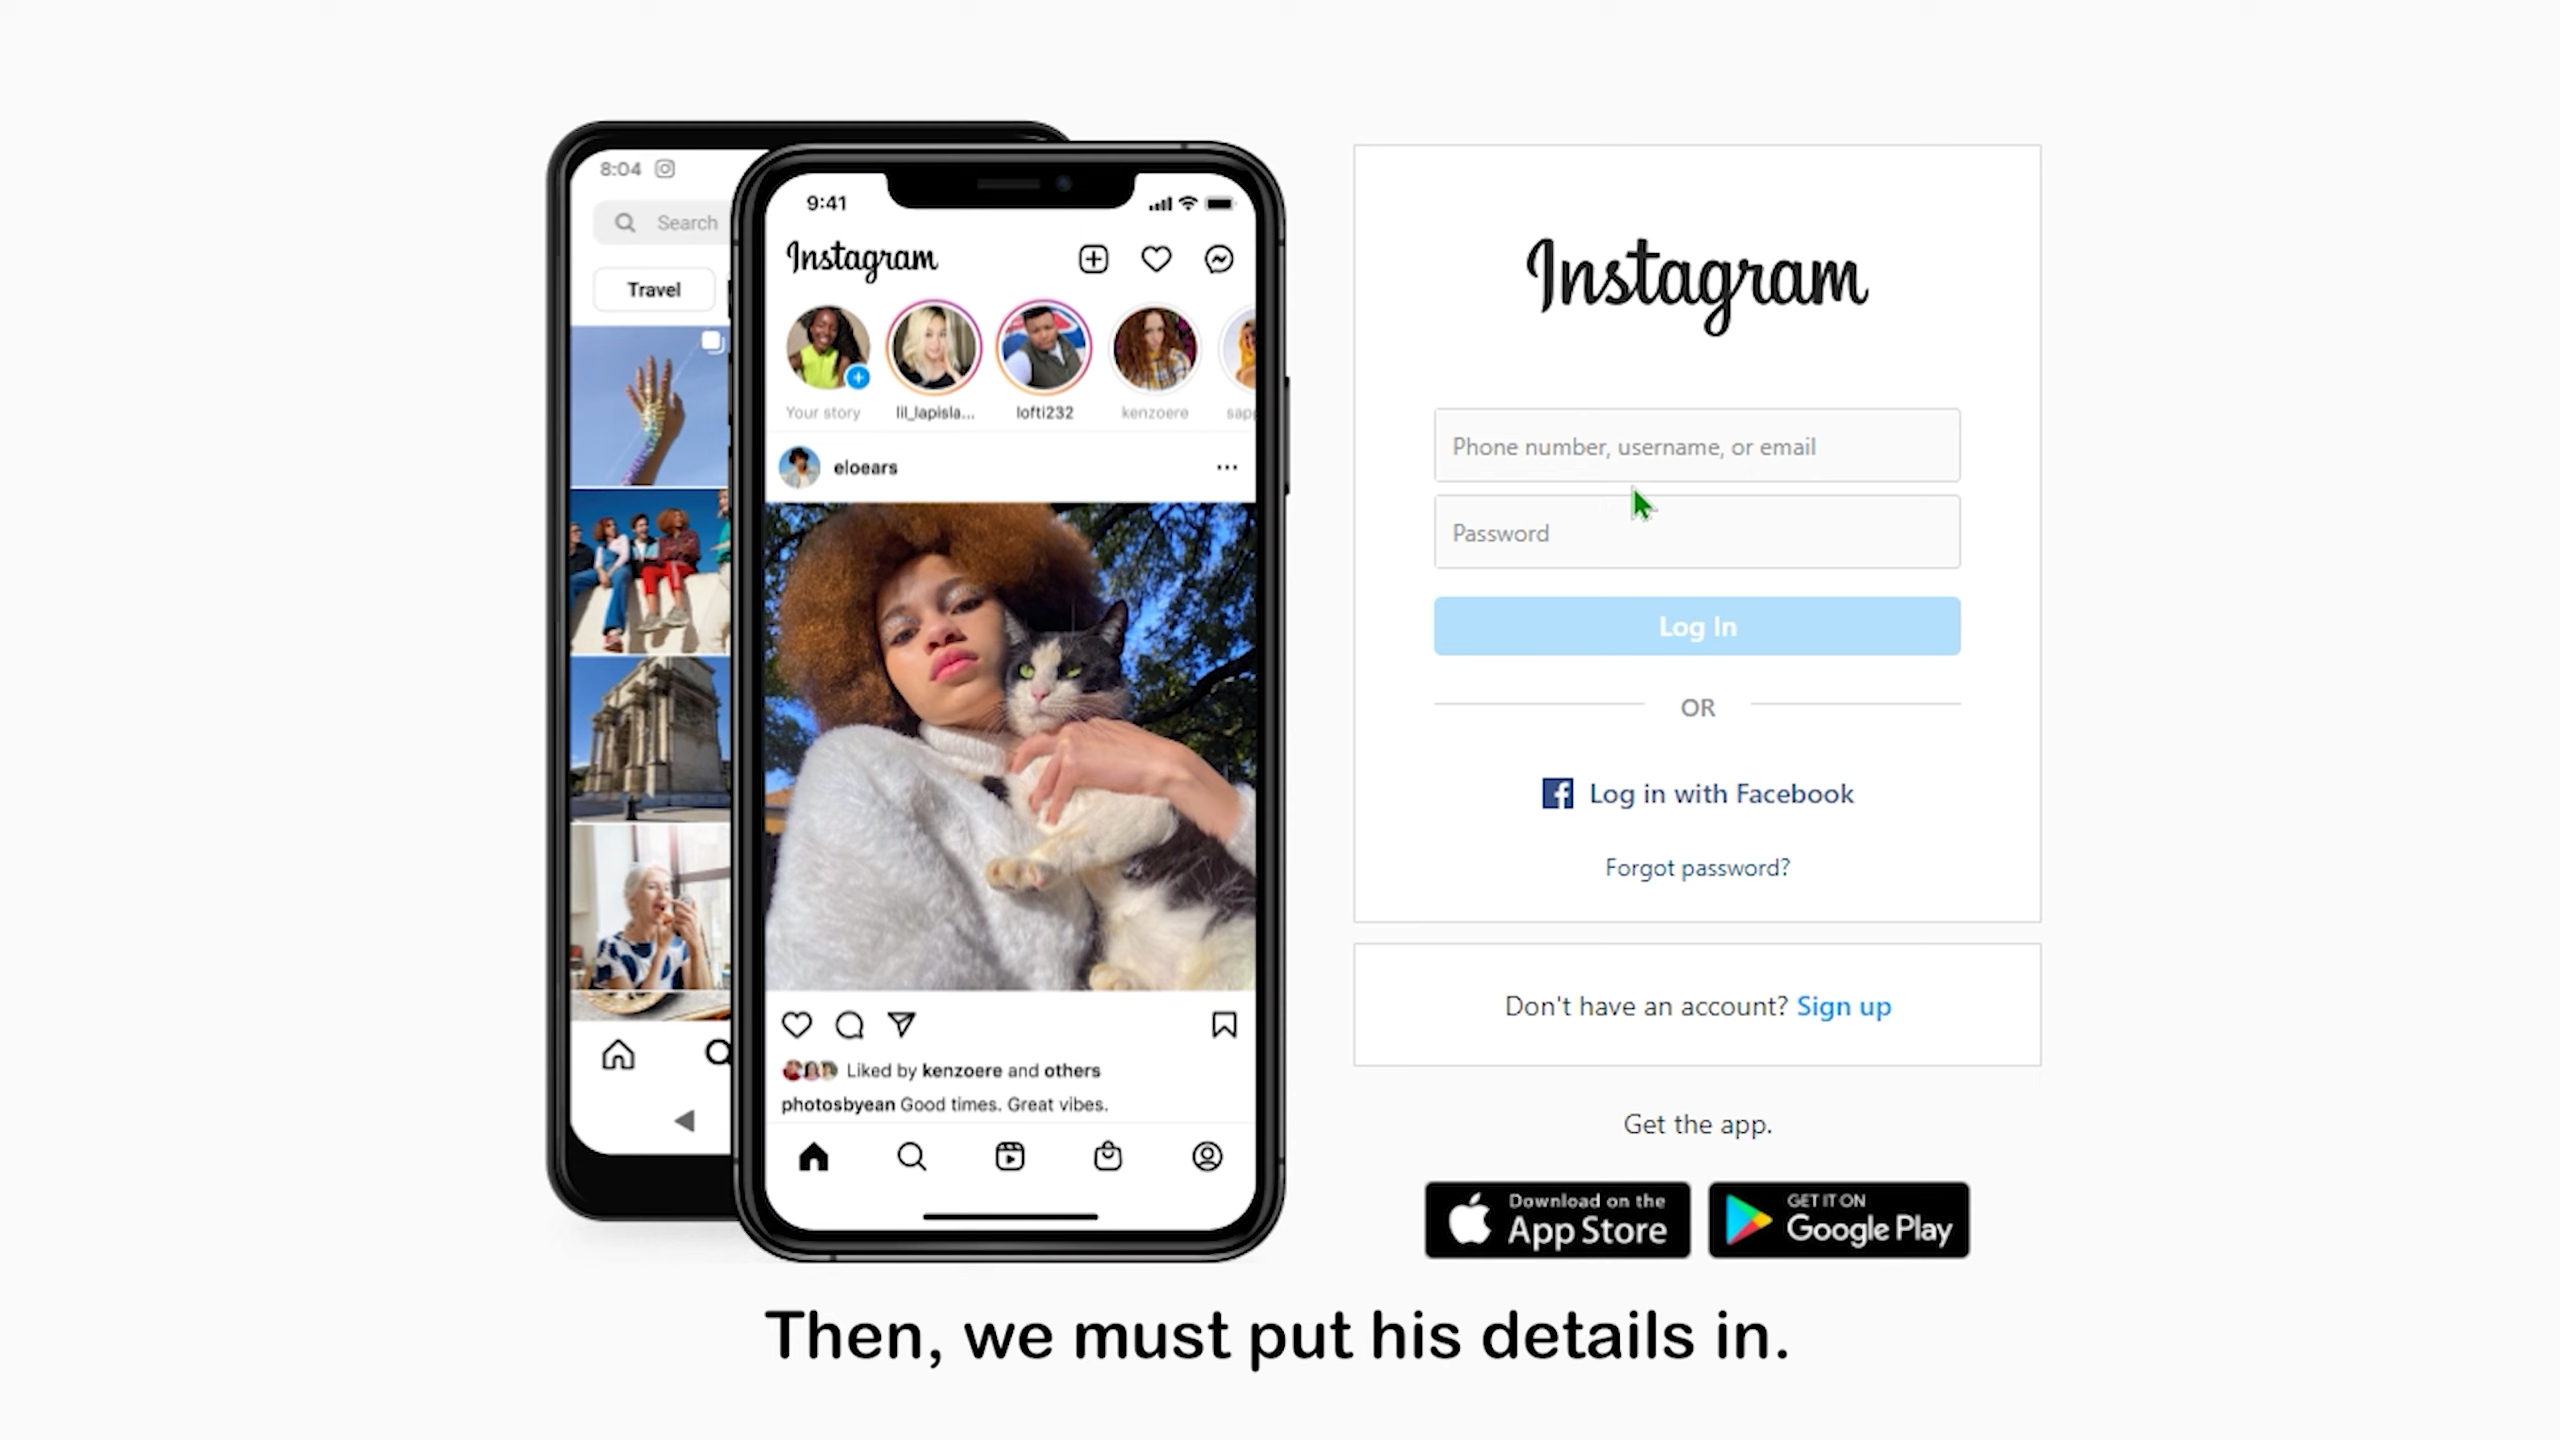 8:04
Search
Travel
9:41
Instagram
Your story
lil_lapisla...
lofti232
kenzoere
sap
eloears
Liked by kenzoere and others
photosbyean Good times. Great vibes.
Instagram
Phone number, username, or email
Password
Log In
OR
Log in with Facebook
Forgot password?
Don't have an account? Sign up
Get the app.
Download on the
App Store
GET IT ON
Google Play
Then, we must put his details in.